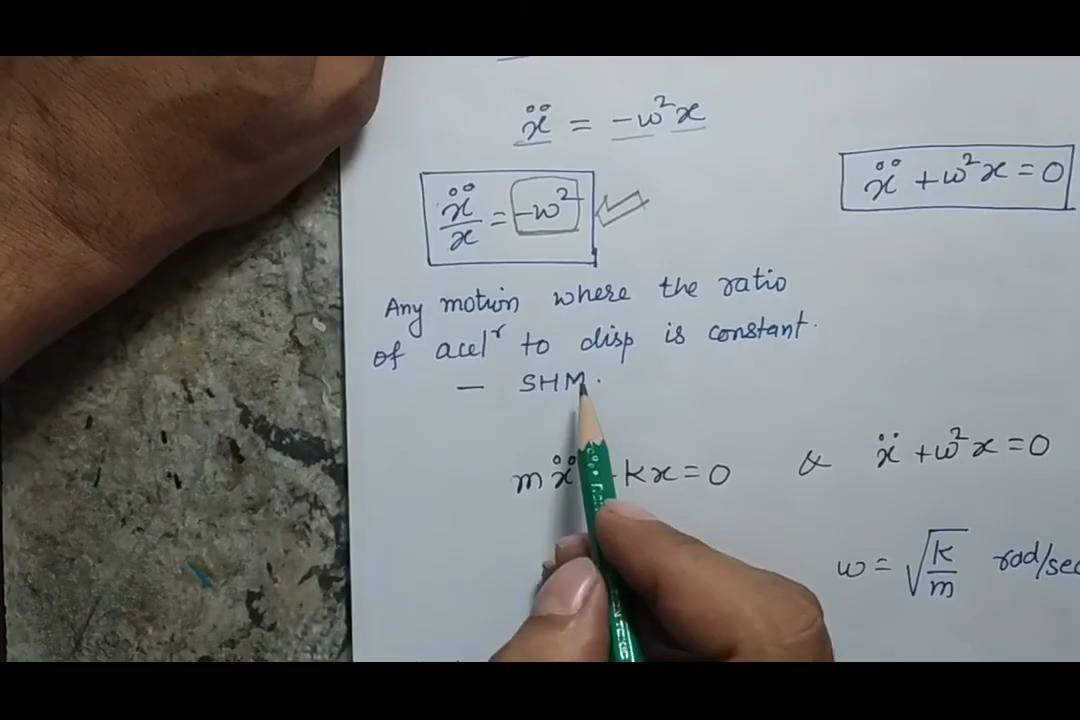 ẍ = -ω²x
ẍ/x = -ω²
ẍ + ω²x = 0
Any motion where the ratio
of accl^r to disp is constant.
— SHM.
mẍ + kx = 0 & ẍ + ω²x = 0
ω = √(k/m) rad/sec